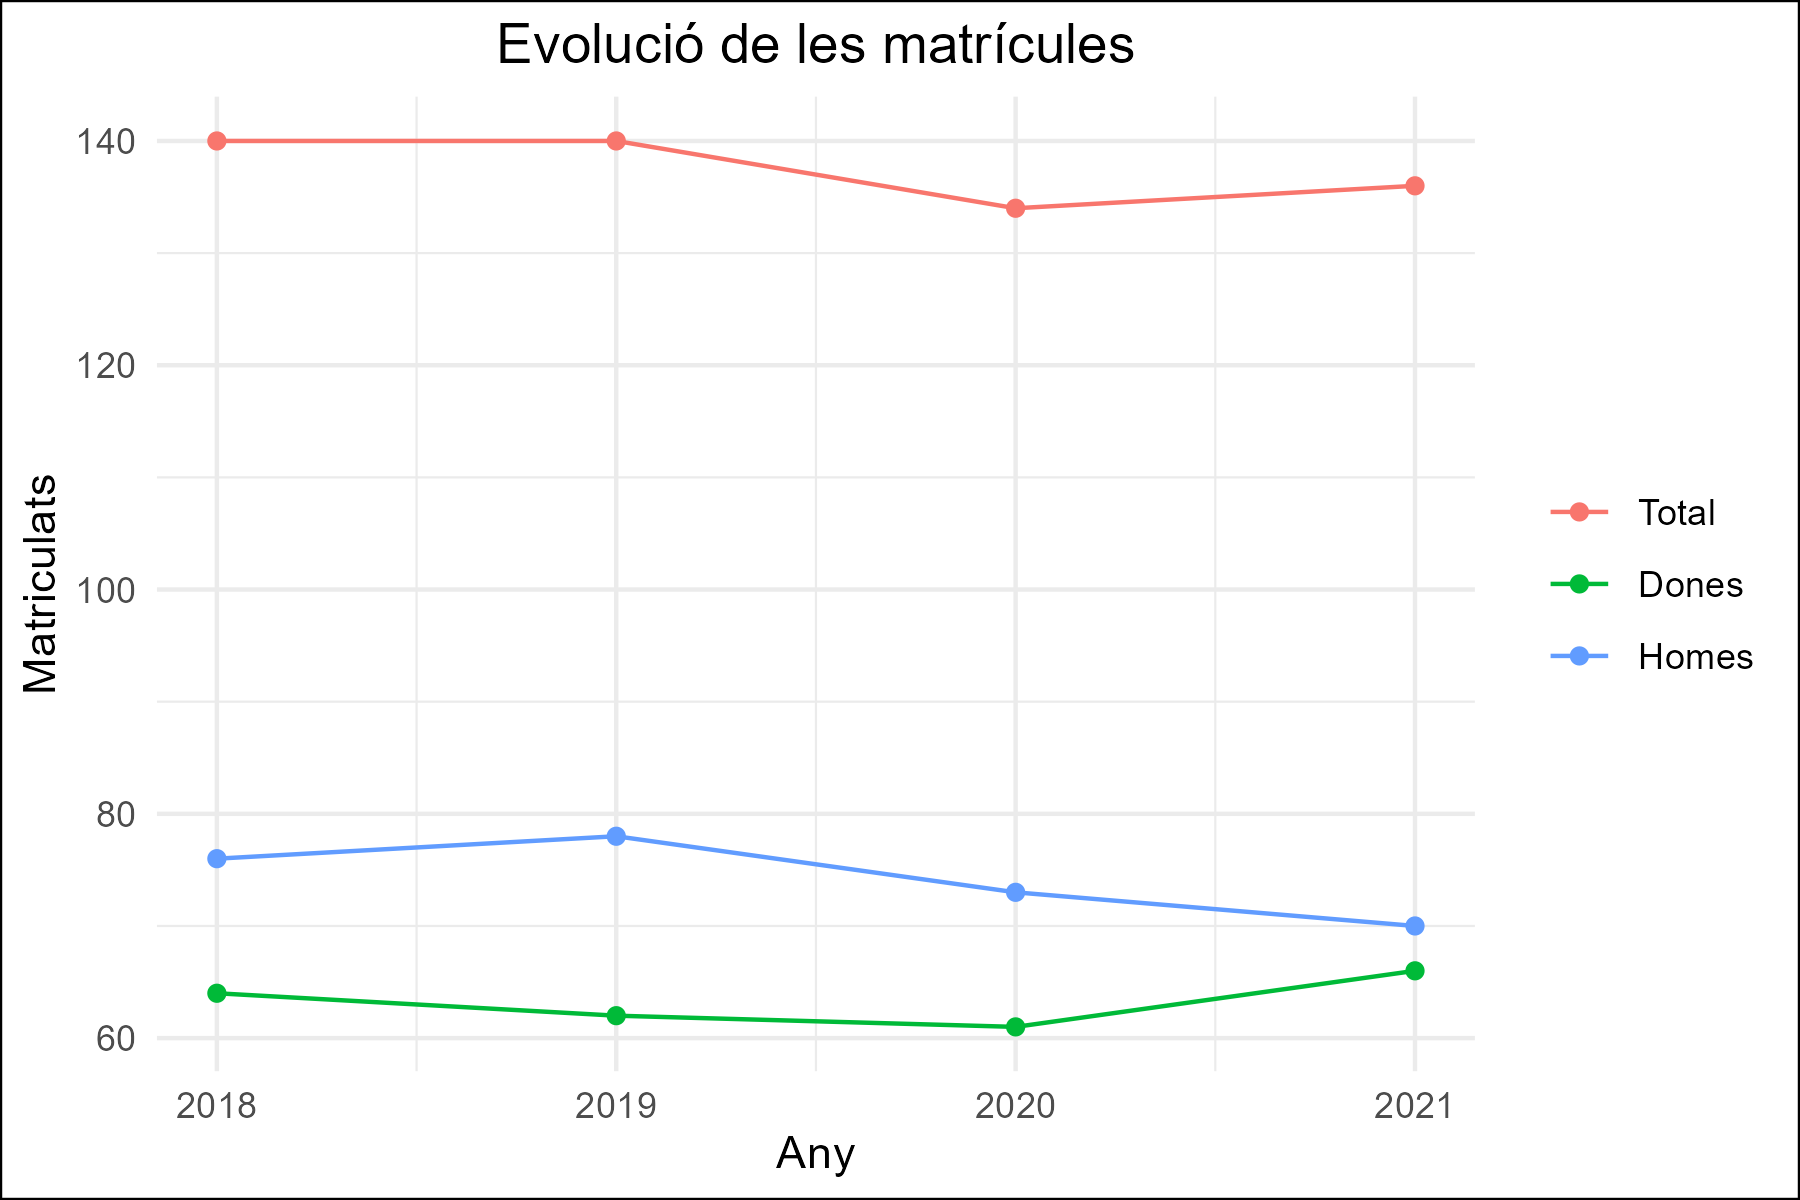 Evolució de les matrícules
140
120
100
80
60
Matriculats
2018 2019 2020 2021
Any
Total
Dones
Homes